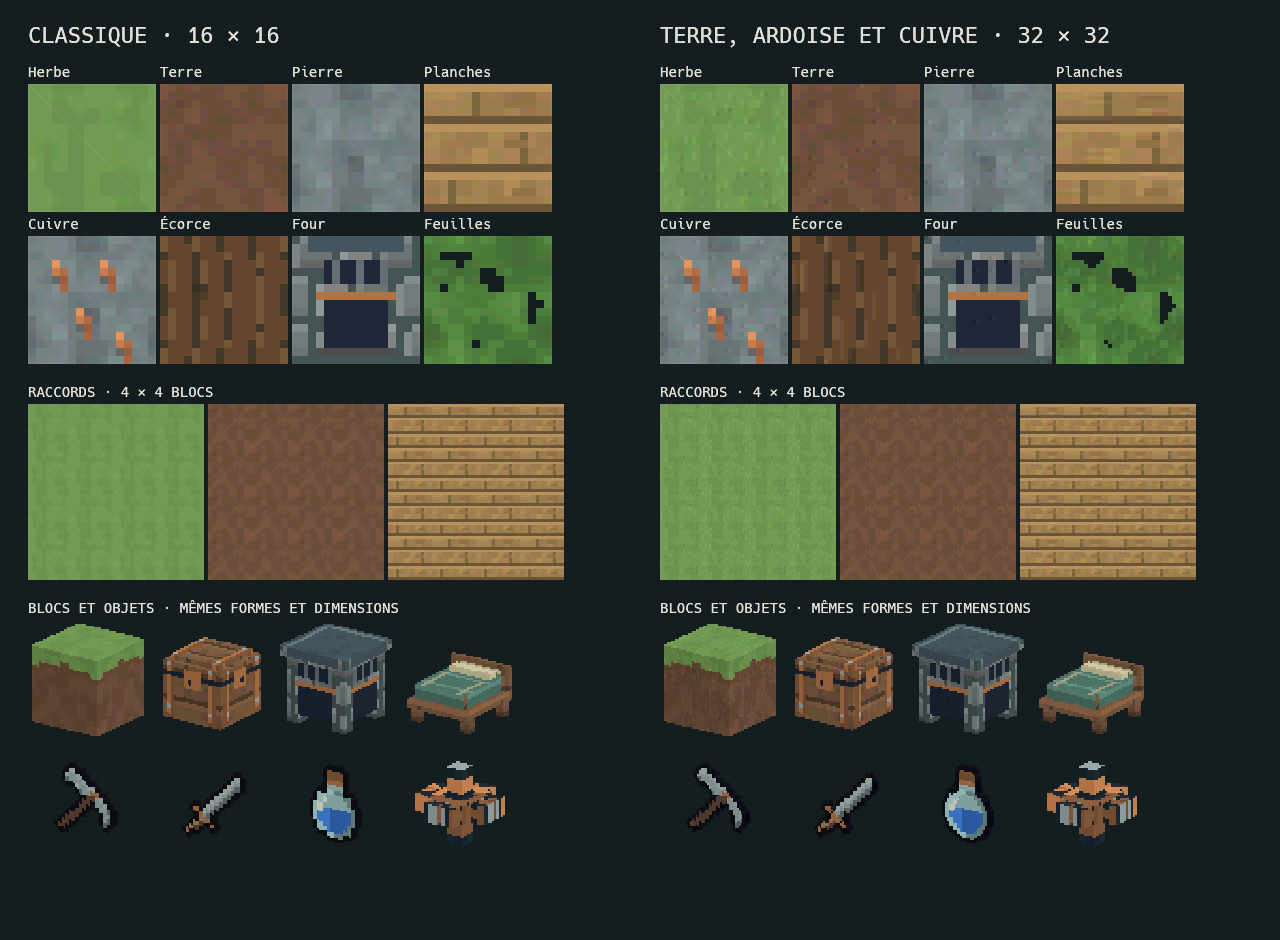 CLASSIQUE · 16 × 16
Herbe Terre Pierre Planches
Cuivre Écorce Four Feuilles
RACCORDS · 4 × 4 BLOCS
BLOCS ET OBJETS · MÊMES FORMES ET DIMENSIONS
TERRE, ARDOISE ET CUIVRE · 32 × 32
Herbe Terre Pierre Planches
Cuivre Écorce Four Feuilles
RACCORDS · 4 × 4 BLOCS
BLOCS ET OBJETS · MÊMES FORMES ET DIMENSIONS